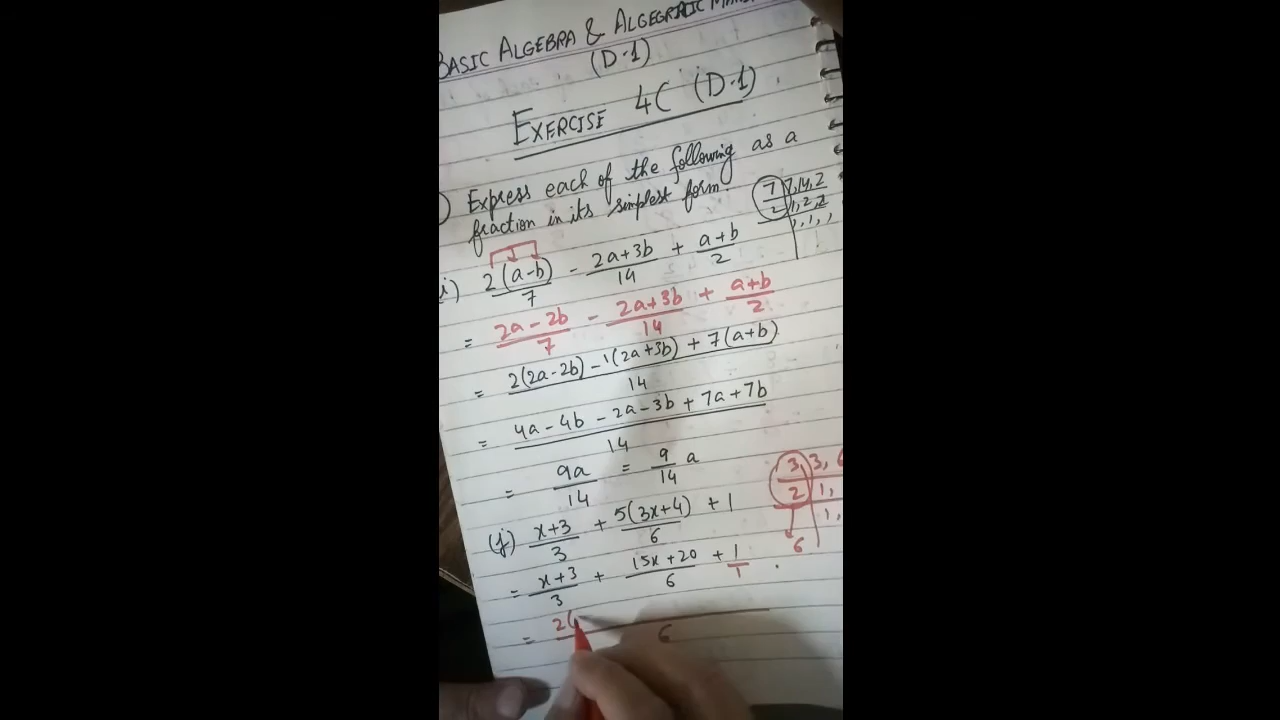 BASIC ALGEBRA & ALGEGRAIC
(D·1)
EXERCISE 4C (D·1)
) Express each of the following as a
fraction in its simplest form.
7 | 7,14,2
2 | 1,2,2
1,1,1
i) 2(a-b)/7 - 2a+3b/14 + a+b/2
= 2a-2b/7 - 2a+3b/14 + a+b/2
= 2(2a-2b)-1(2a+3b)+7(a+b)/14
= 4a-4b-2a-3b+7a+7b/14
= 9a/14 = 9/14 a
3, | 3, 6
2 | 1,
1,
6
(j) x+3/3 + 5(3x+4)/6 + 1
= x+3/3 + 15x+20/6 + 1/1
= 2( /6